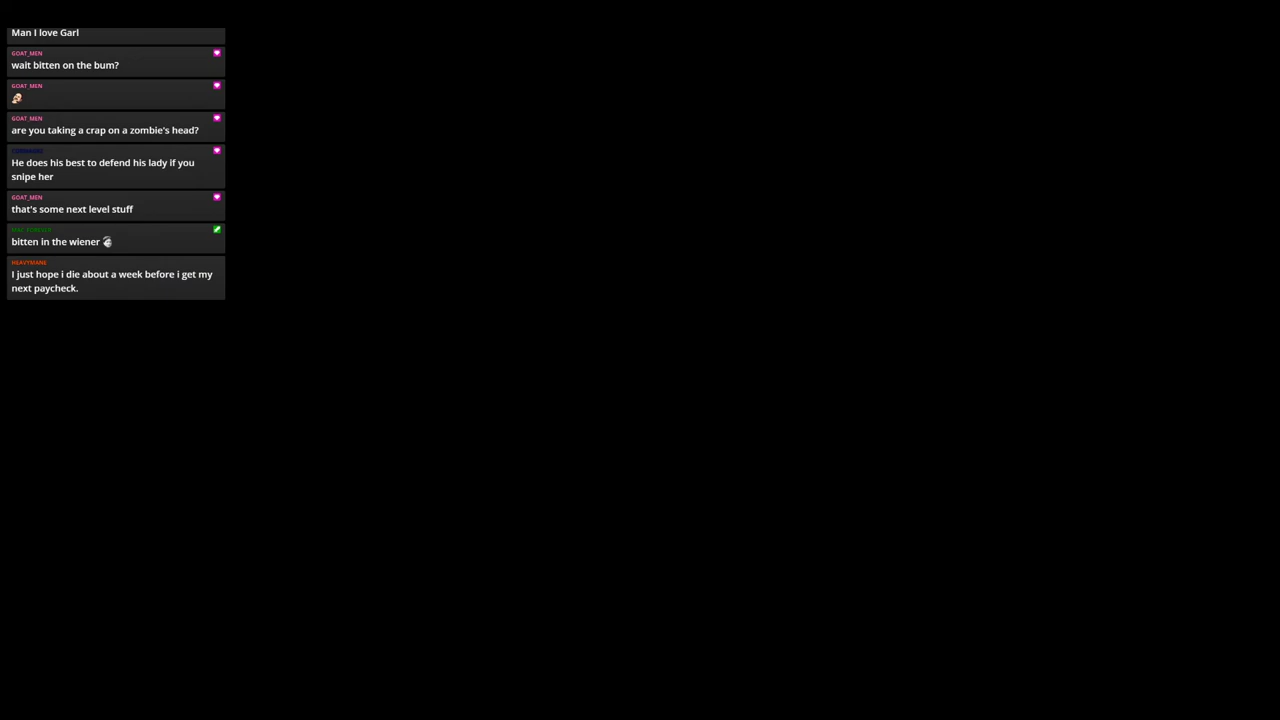 Man I love Garl
GOAT_MEN
wait bitten on the bum?
GOAT_MEN
GOAT_MEN
are you taking a crap on a zombie's head?
He does his best to defend his lady if you
snipe her
GOAT_MEN
that's some next level stuff
bitten in the wiener
HEAVYMANE
I just hope i die about a week before i get my
next paycheck.